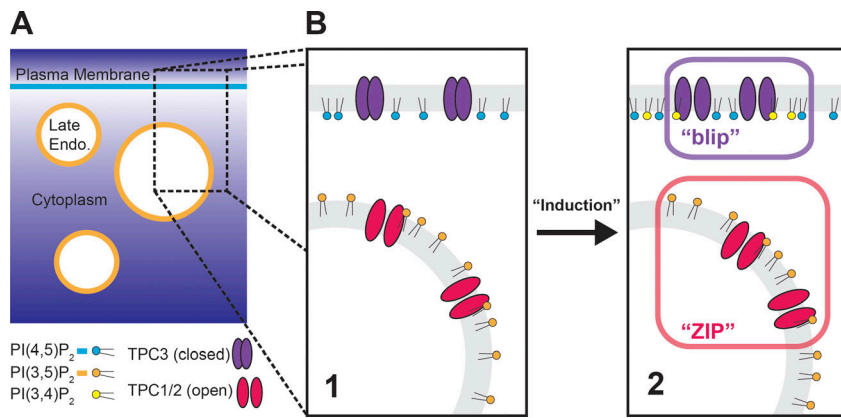 A
B
Plasma Membrane
Late
Endo.
Cytoplasm
PI(4,5)P2
PI(3,5)P2
PI(3,4)P2
TPC3 (closed)
TPC1/2 (open)
1
“Induction”
“blip”
“ZIP”
2